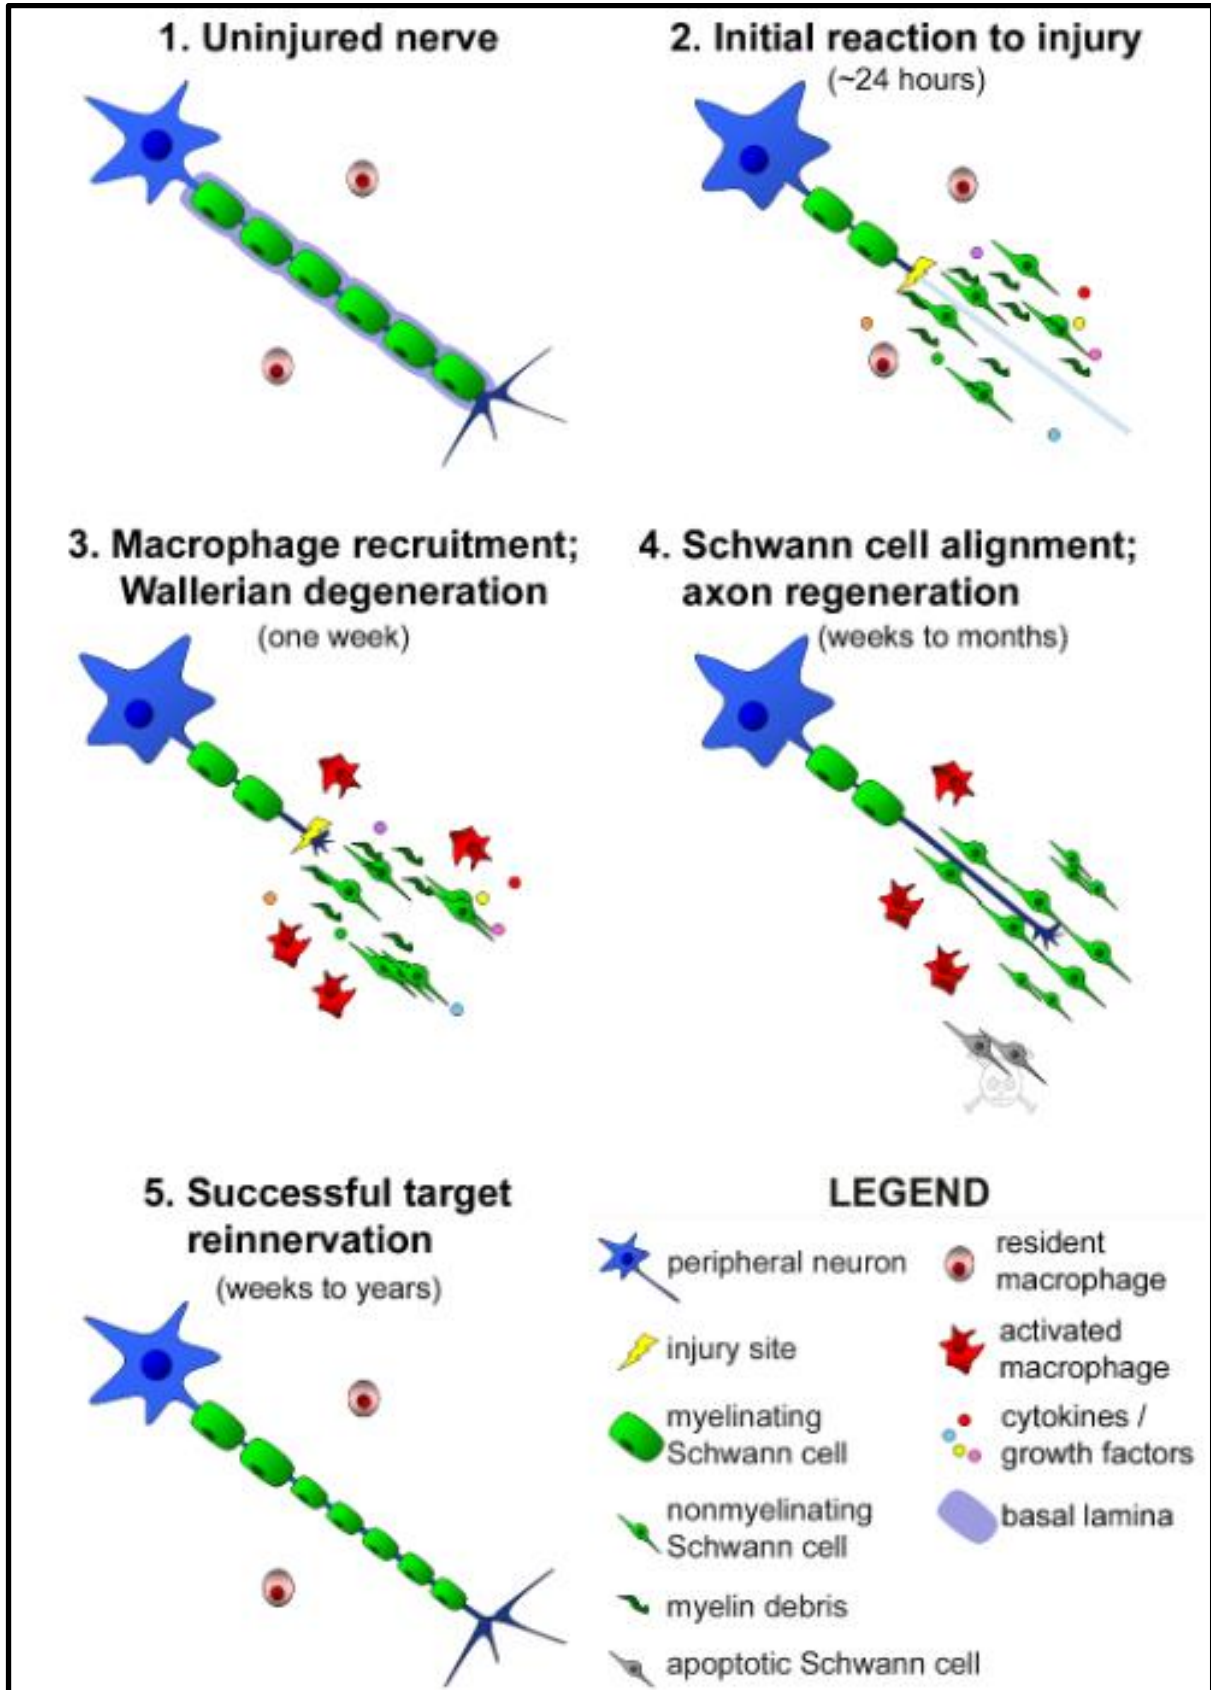 1. Uninjured nerve
2. Initial reaction to injury
(~24 hours)
3. Macrophage recruitment;
Wallerian degeneration
(one week)
4. Schwann cell alignment;
axon regeneration
(weeks to months)
5. Successful target
reinnervation
(weeks to years)
LEGEND
peripheral neuron
injury site
myelinating
Schwann cell
nonmyelinating
Schwann cell
myelin debris
apoptotic Schwann cell
resident
macrophage
activated
macrophage
cytokines /
growth factors
basal lamina